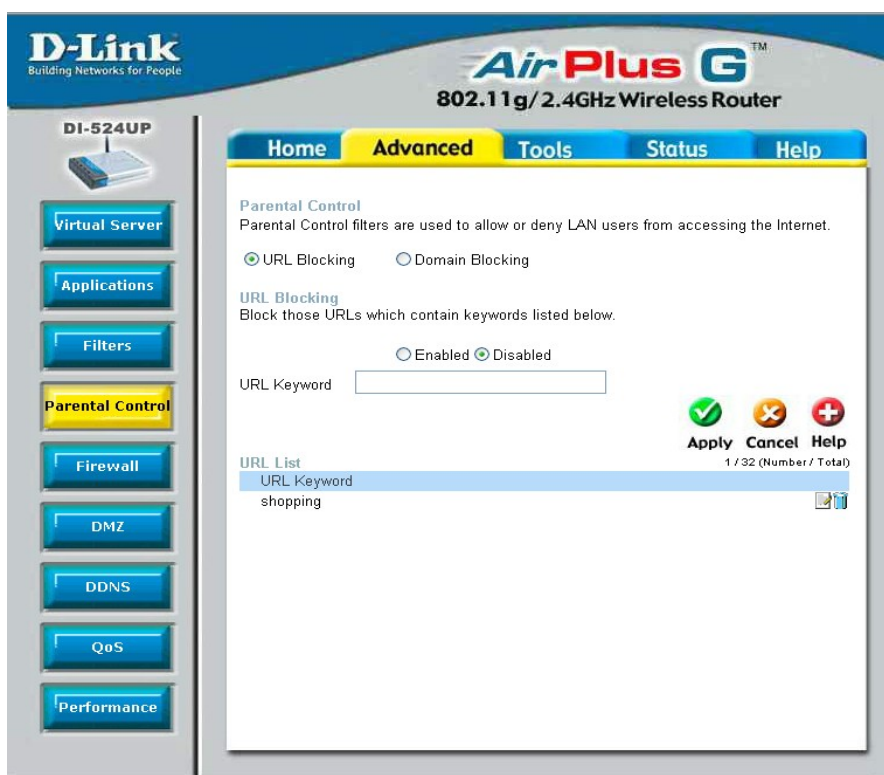 D-Link
Building Networks for People
Air Plus G™
802.11g/2.4GHz Wireless Router
DI-524UP
Home
Advanced
Tools
Status
Help
Virtual Server
Applications
Filters
Parental Control
Firewall
DMZ
DDNS
QoS
Performance
Parental Control
Parental Control filters are used to allow or deny LAN users from accessing the Internet.
URL Blocking Domain Blocking
URL Blocking
Block those URLs which contain keywords listed below.
Enabled Disabled
URL Keyword
Apply Cancel Help
URL List 1 / 32 (Number / Total)
URL Keyword
shopping